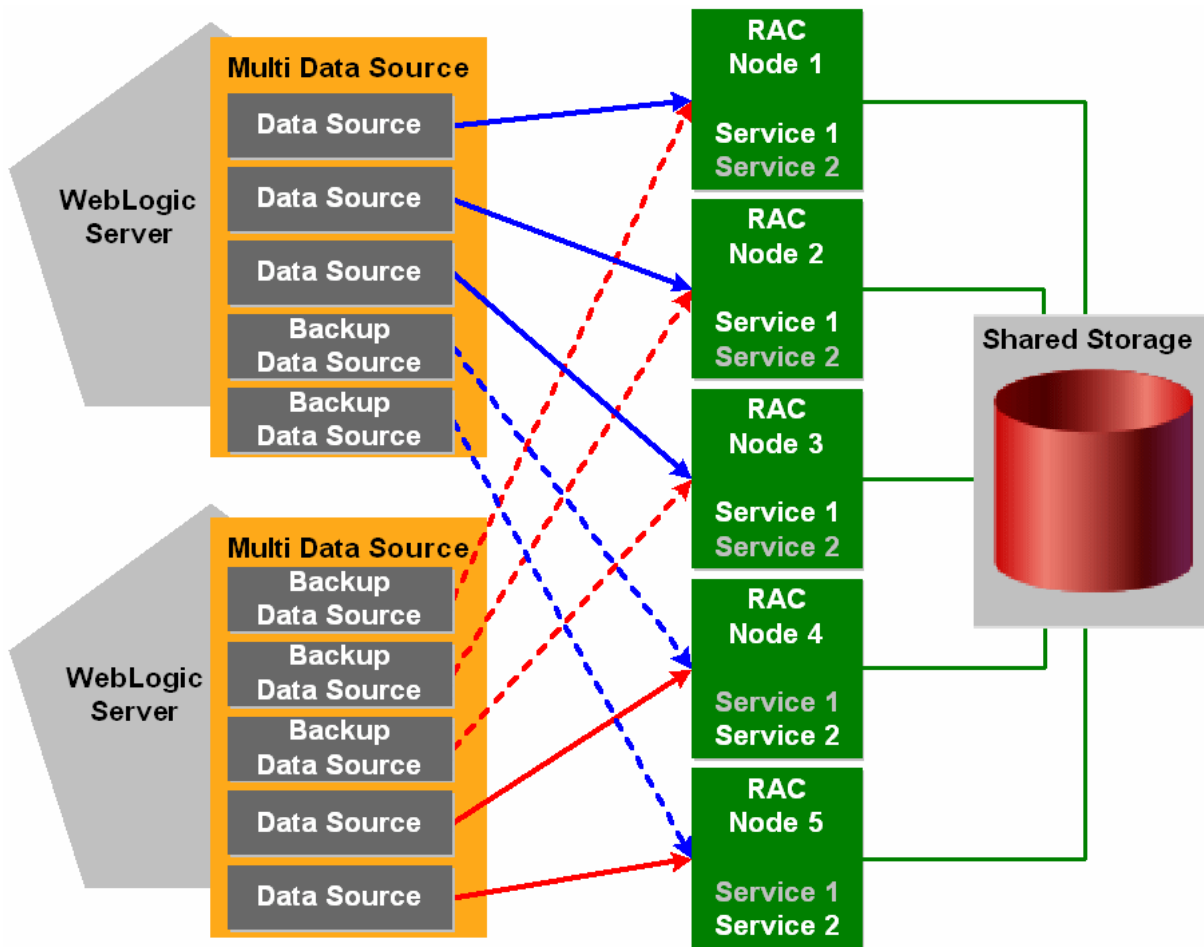 WebLogic
Server
Multi Data Source
Data Source
Data Source
Data Source
Backup
Data Source
Backup
Data Source
WebLogic
Server
Multi Data Source
Backup
Data Source
Backup
Data Source
Backup
Data Source
Data Source
Data Source
RAC
Node 1
Service 1
Service 2
RAC
Node 2
Service 1
Service 2
RAC
Node 3
Service 1
Service 2
RAC
Node 4
Service 1
Service 2
RAC
Node 5
Service 1
Service 2
Shared Storage